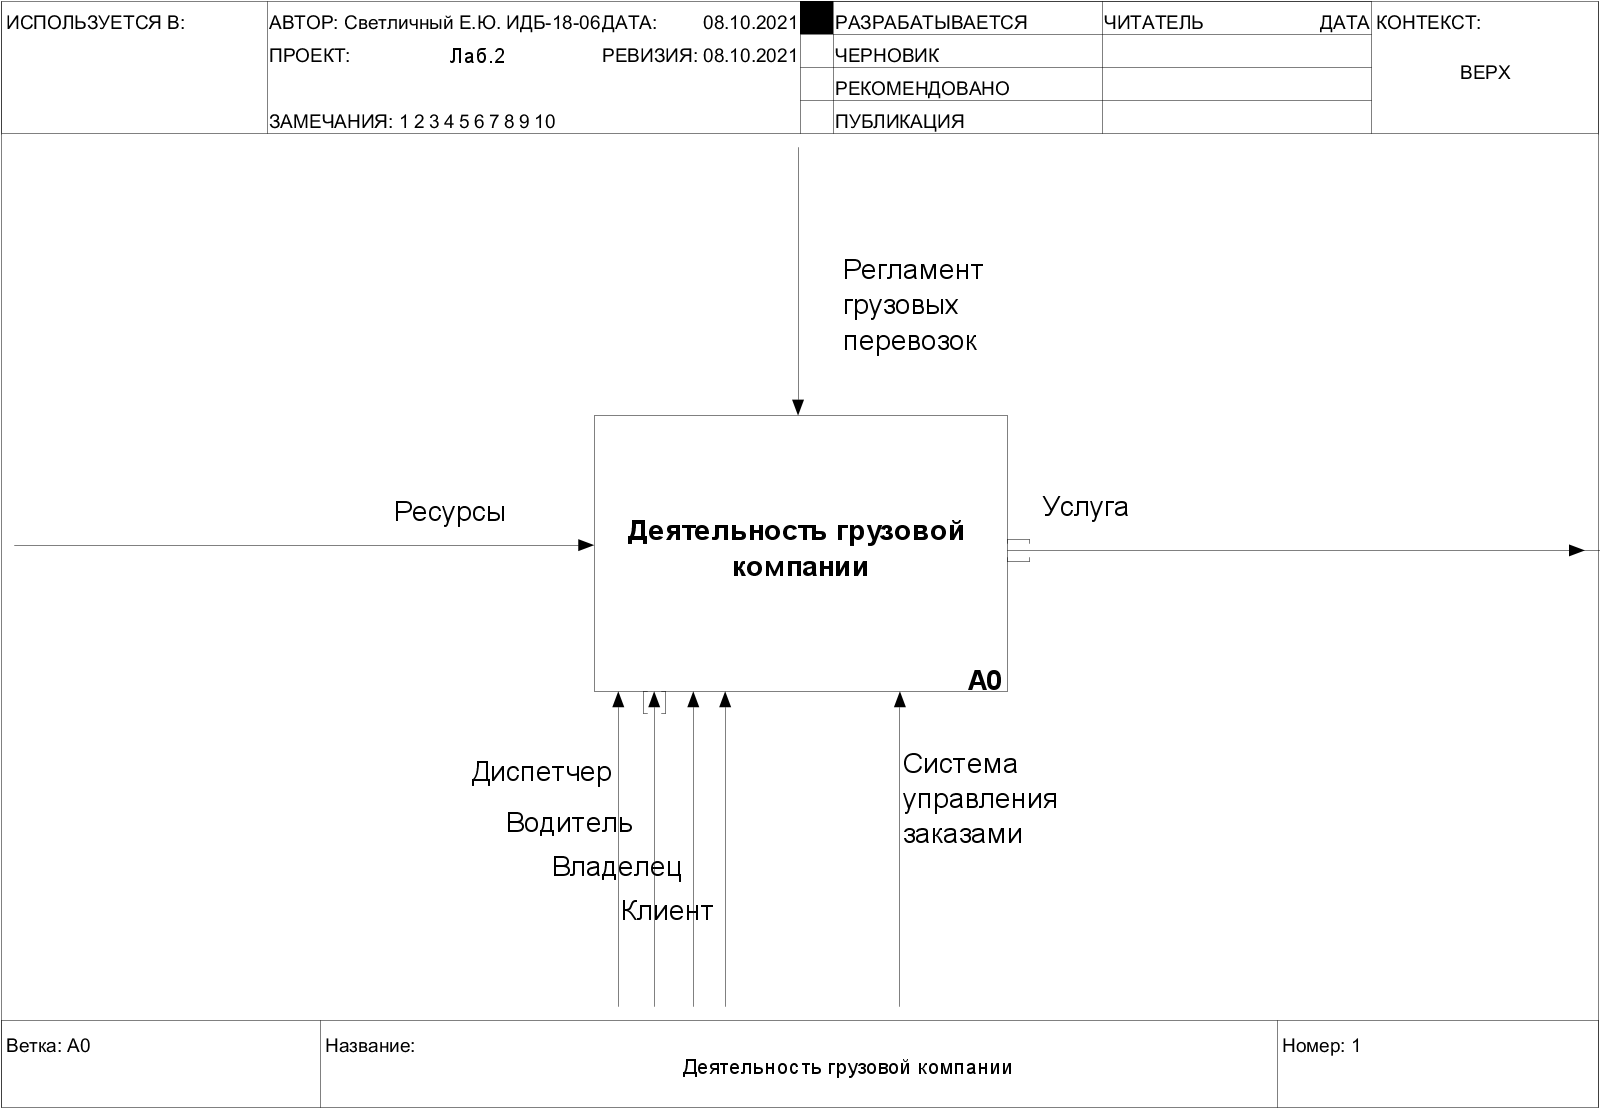 ИСПОЛЬЗУЕТСЯ В:
АВТОР: Светличный Е.Ю. ИДБ-18-06 ДАТА: 08.10.2021
РАЗРАБАТЫВАЕТСЯ
ЧИТАТЕЛЬ
ДАТА
КОНТЕКСТ:
ПРОЕКТ: Лаб.2
РЕВИЗИЯ: 08.10.2021
ЧЕРНОВИК
ВЕРХ
РЕКОМЕНДОВАНО
ЗАМЕЧАНИЯ: 1 2 3 4 5 6 7 8 9 10
ПУБЛИКАЦИЯ
Регламент
грузовых
перевозок
Ресурсы
Деятельность грузовой
компании
A0
Услуга
Диспетчер
Водитель
Владелец
Клиент
Система
управления
заказами
Ветка: A0
Название:
Деятельность грузовой компании
Номер: 1